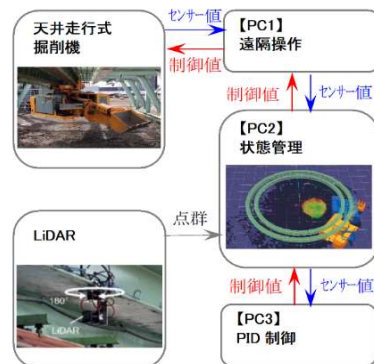 天井走行式
掘削機
センサー値
制御値
【PC1】
遠隔操作
制御値
センサー値
【PC2】
状態管理
LiDAR
180°
LiDAR
点群
制御値
センサー値
【PC3】
PID 制御